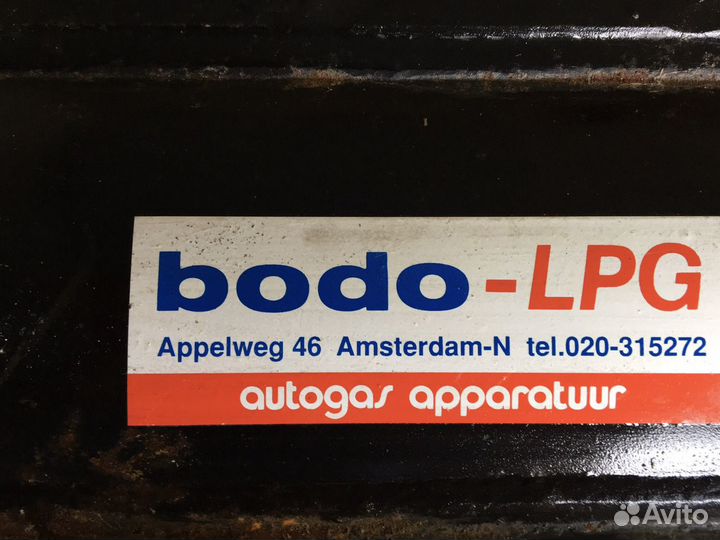 bodo-LPG
Appelweg 46 Amsterdam-N tel.020-315272
autogas apparatuur
Avito